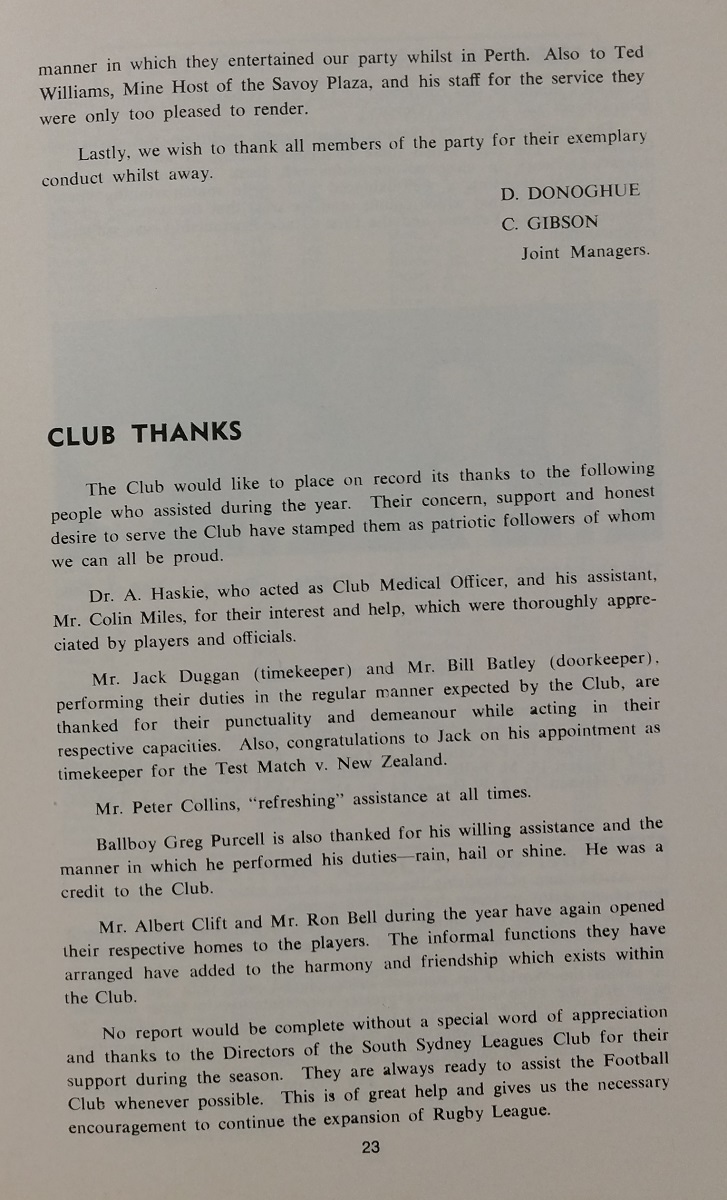 manner in which they entertained our party whilst in Perth. Also to Ted
Williams, Mine Host of the Savoy Plaza, and his staff for the service they
were only too pleased to render.
Lastly, we wish to thank all members of the party for their exemplary
conduct whilst away.
D. DONOGHUE
C. GIBSON
Joint Managers.
CLUB THANKS
The Club would like to place on record its thanks to the following
people who assisted during the year. Their concern, support and honest
desire to serve the Club have stamped them as patriotic followers of whom
we can all be proud.
Dr. A. Haskie, who acted as Club Medical Officer, and his assistant,
Mr. Colin Miles, for their interest and help, which were thoroughly appre-
ciated by players and officials.
Mr. Jack Duggan (timekeeper) and Mr. Bill Batley (doorkeeper),
performing their duties in the regular manner expected by the Club, are
thanked for their punctuality and demeanour while acting in their
respective capacities. Also, congratulations to Jack on his appointment as
timekeeper for the Test Match v. New Zealand.
Mr. Peter Collins, “refreshing” assistance at all times.
Ballboy Greg Purcell is also thanked for his willing assistance and the
manner in which he performed his duties—rain, hail or shine. He was a
credit to the Club.
Mr. Albert Clift and Mr. Ron Bell during the year have again opened
their respective homes to the players. The informal functions they have
arranged have added to the harmony and friendship which exists within
the Club.
No report would be complete without a special word of appreciation
and thanks to the Directors of the South Sydney Leagues Club for their
support during the season. They are always ready to assist the Football
Club whenever possible. This is of great help and gives us the necessary
encouragement to continue the expansion of Rugby League.
23